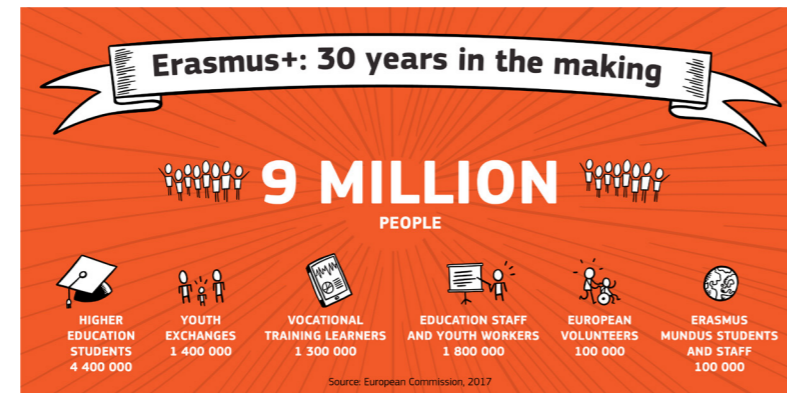 Erasmus+: 30 years in the making
9 MILLION
PEOPLE
HIGHER
EDUCATION
STUDENTS
4 400 000
YOUTH
EXCHANGES
1 400 000
VOCATIONAL
TRAINING LEARNERS
1 300 000
EDUCATION STAFF
AND YOUTH WORKERS
1 800 000
EUROPEAN
VOLUNTEERS
100 000
ERASMUS
MUNDUS STUDENTS
AND STAFF
100 000
Source: European Commission, 2017